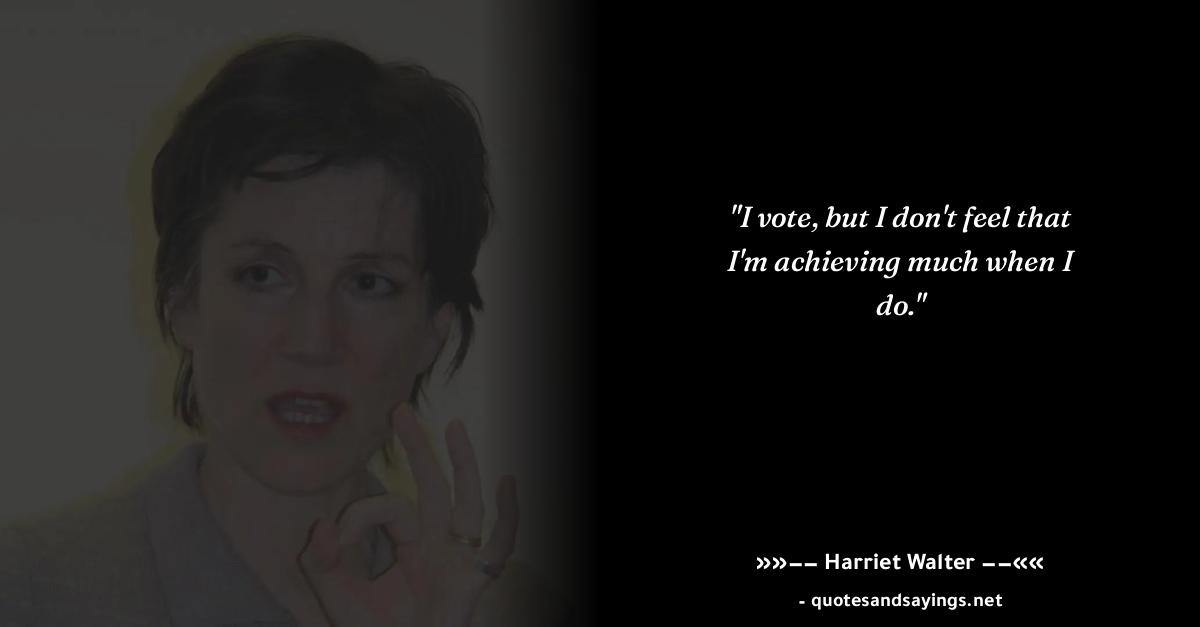 "I vote, but I don't feel that
I'm achieving much when I
do."
»»−− Harriet Walter −−««
- quotesandsayings.net